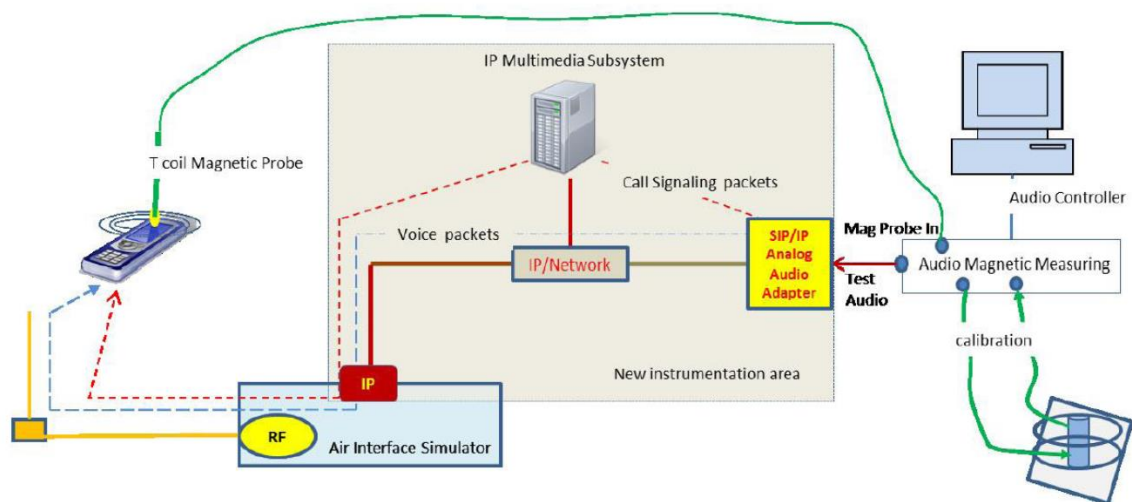 IP Multimedia Subsystem
T coil Magnetic Probe
Call Signaling packets
Audio Controller
Voice packets
Mag Probe In
IP/Network
SIP/IP
Analog
Audio
Adapter
Audio Magnetic Measuring
Test
Audio
calibration
New instrumentation area
IP
RF
Air Interface Simulator